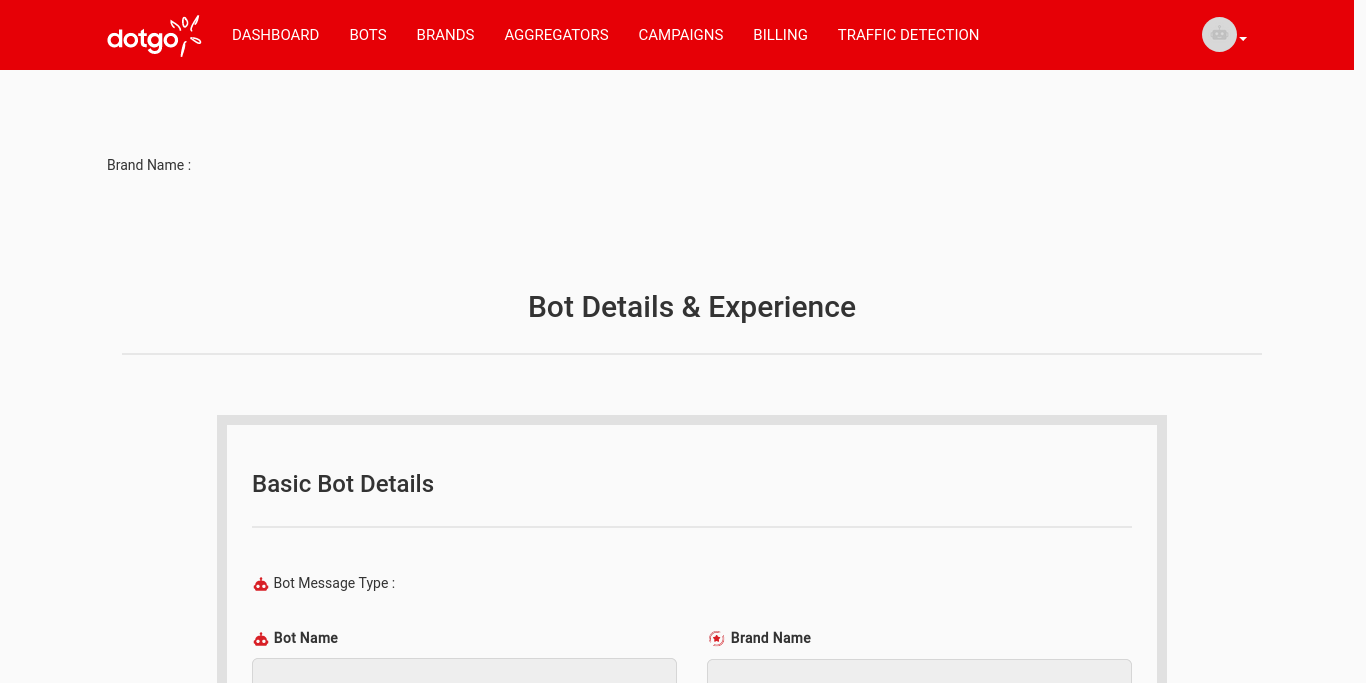 dotgo DASHBOARD BOTS BRANDS AGGREGATORS CAMPAIGNS BILLING TRAFFIC DETECTION
Brand Name :
Bot Details & Experience
Basic Bot Details
Bot Message Type :
Bot Name Brand Name